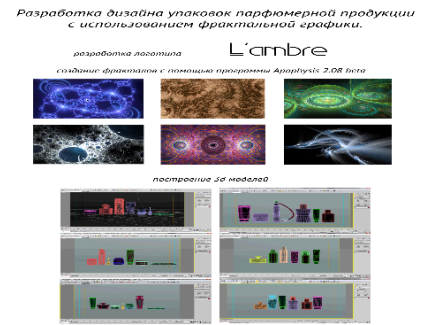 Разработка дизайна упаковок парфюмерной продукции
с использованием фрактальной графики.
разработка логотипа
L'ambre
создание фракталов с помощью программы Apophysis 2.08 beta
построение 3d моделей